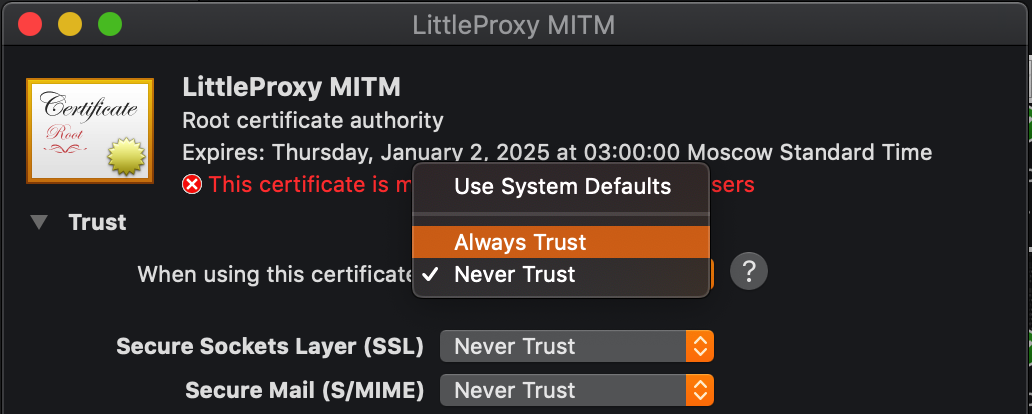 LittleProxy MITM
Certificate
Root
LittleProxy MITM
Root certificate authority
Expires: Thursday, January 2, 2025 at 03:00:00 Moscow Standard Time
This certificate is m sers
Use System Defaults
Trust
Always Trust
When using this certificate
✓ Never Trust
?
Secure Sockets Layer (SSL) Never Trust
Secure Mail (S/MIME) Never Trust